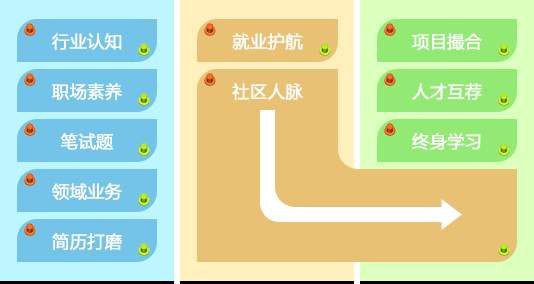 行业认知
职场素养
笔试题
领域业务
简历打磨
就业护航
社区人脉
项目撮合
人才互荐
终身学习